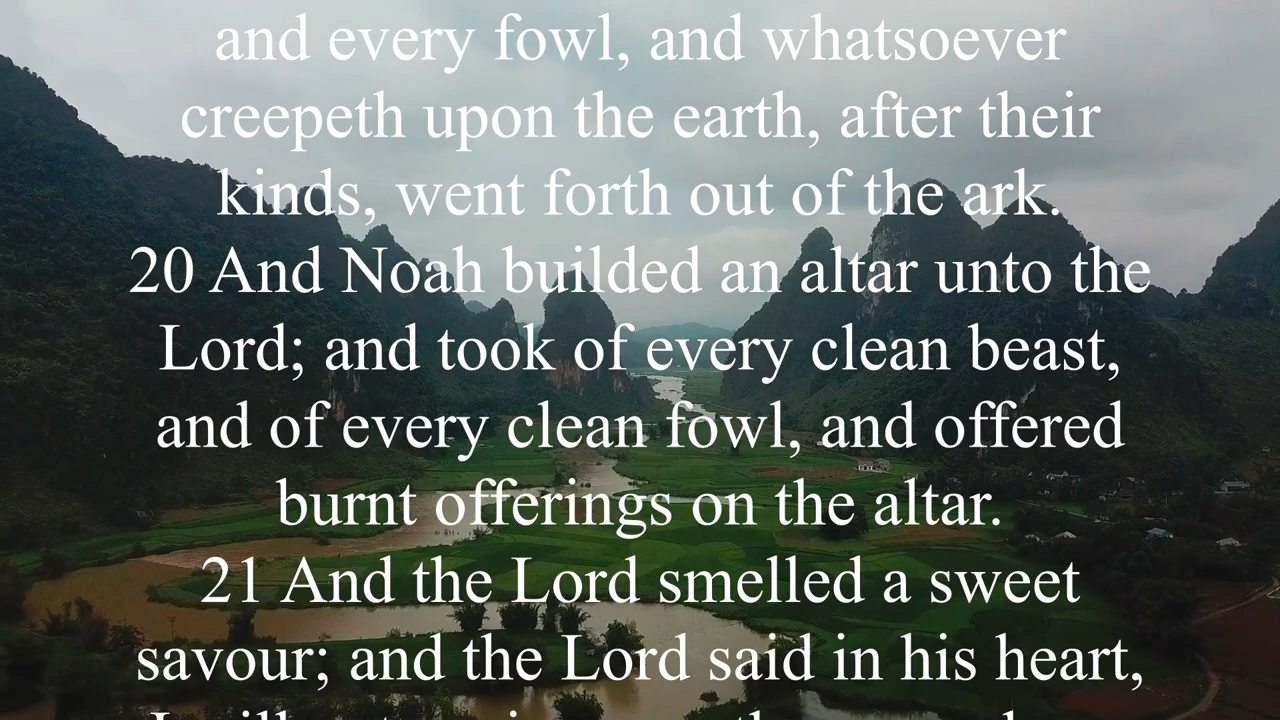 and every fowl, and whatsoever
creepeth upon the earth, after their
kinds, went forth out of the ark.
20 And Noah builded an altar unto the
Lord; and took of every clean beast,
and of every clean fowl, and offered
burnt offerings on the altar.
21 And the Lord smelled a sweet
savour; and the Lord said in his heart,